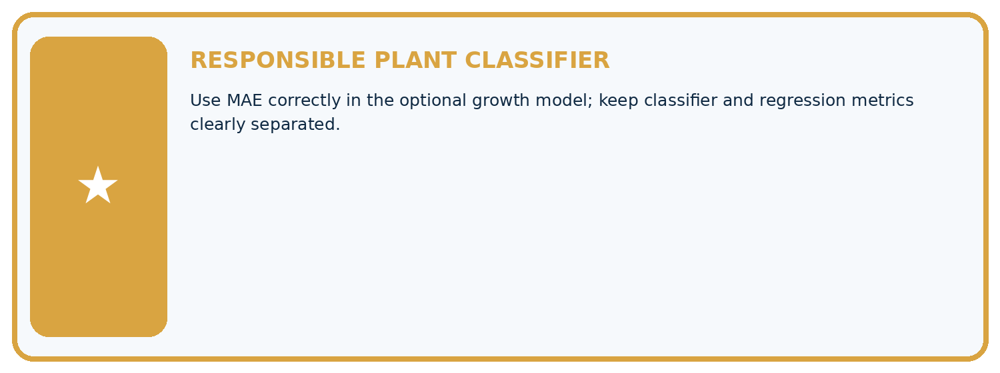 RESPONSIBLE PLANT CLASSIFIER
Use MAE correctly in the optional growth model; keep classifier and regression metrics
clearly separated.